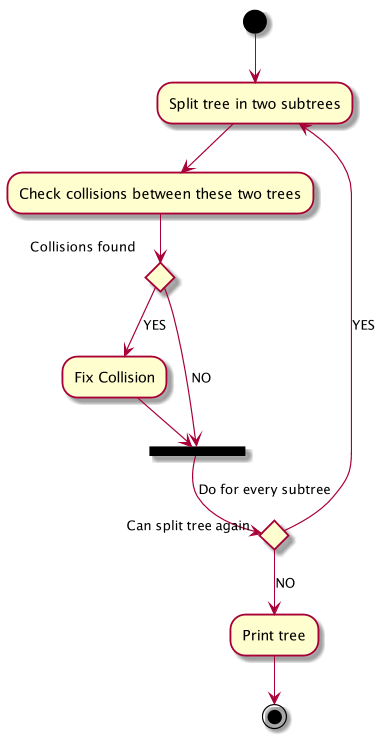 Split tree in two subtrees
Check collisions between these two trees
Collisions found
YES
YES
Fix Collision
NO
Do for every subtree
Can split tree again
NO
Print tree